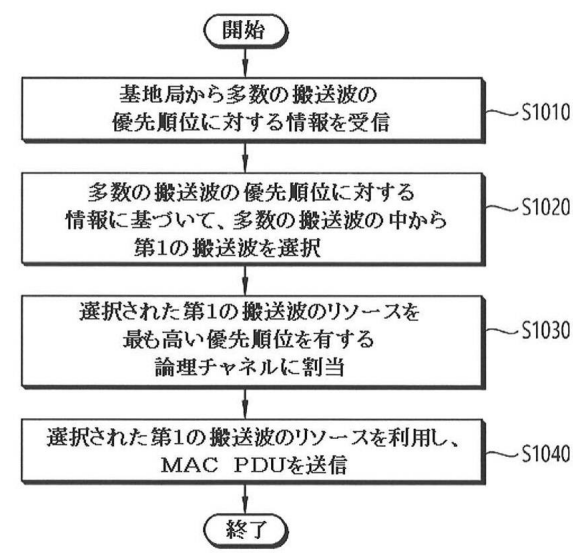 開始
基地局から多数の搬送波の
優先順位に対する情報を受信
S1010
多数の搬送波の優先順位に対する
情報に基づいて、多数の搬送波の中から
第1の搬送波を選択
S1020
選択された第1の搬送波のリソースを
最も高い優先順位を有する
論理チャネルに割当
S1030
選択された第1の搬送波のリソースを利用し、
MAC PDUを送信
S1040
終了